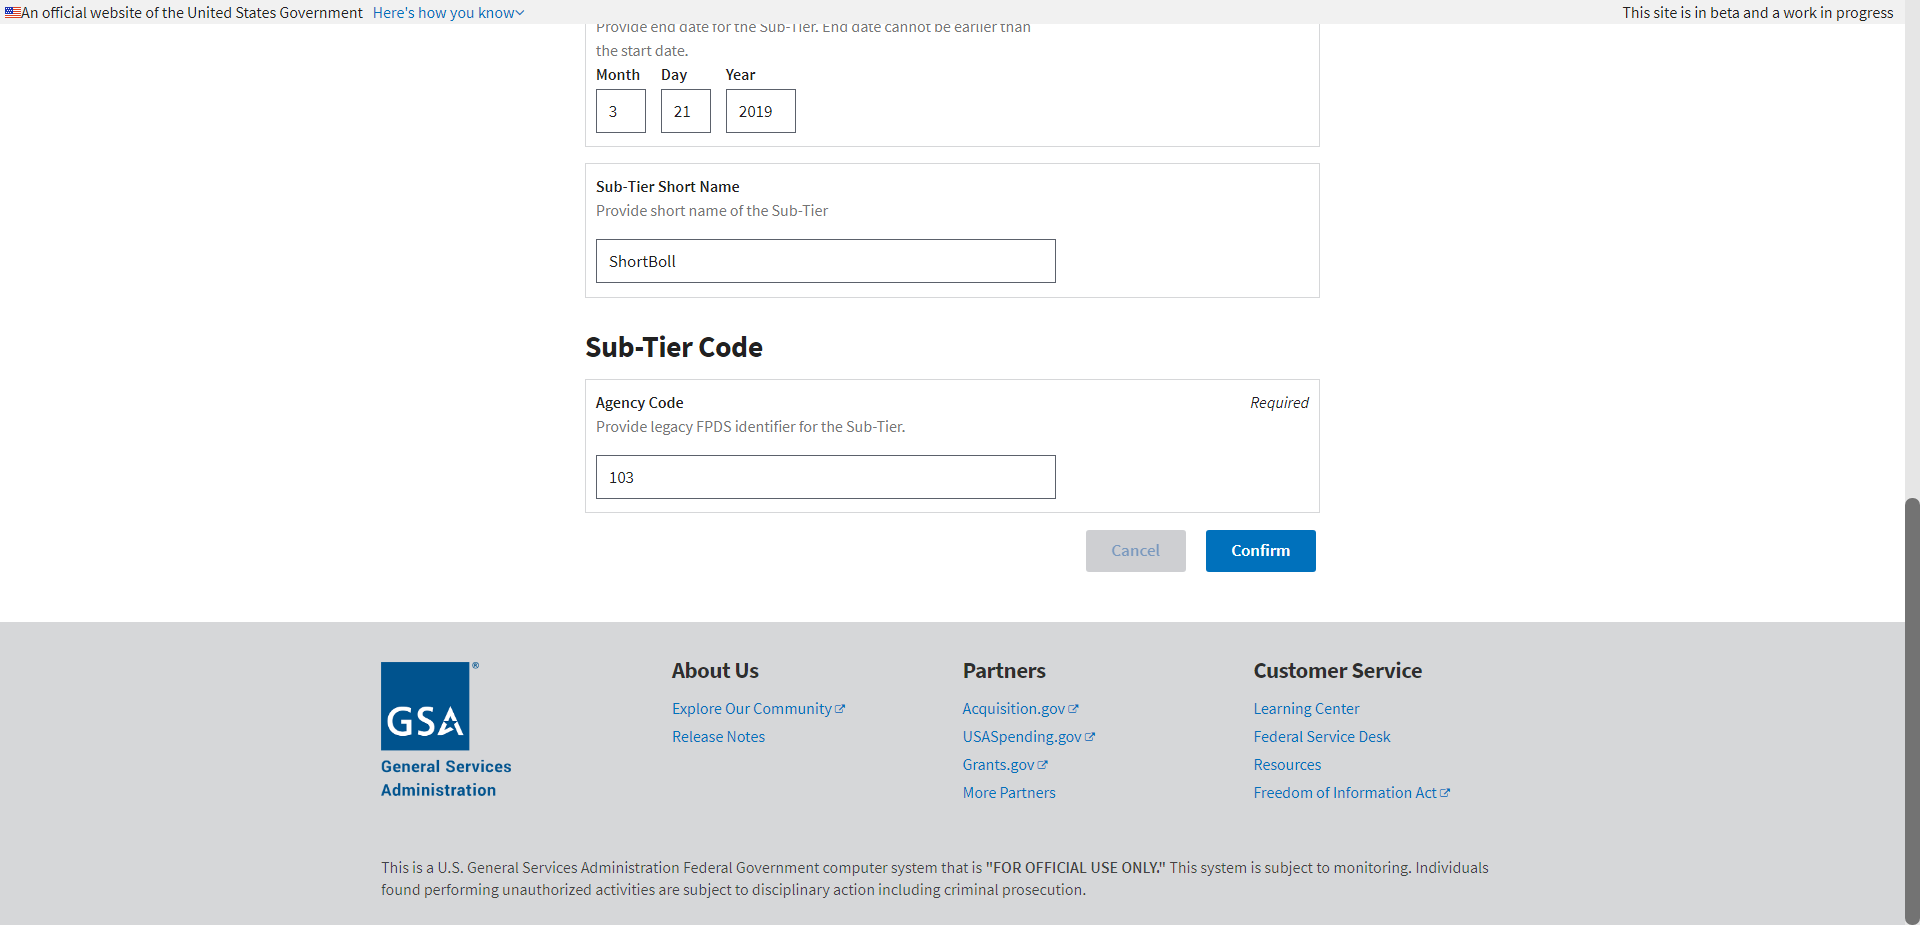 An official website of the United States Government Here's how you know
This site is in beta and a work in progress
Provide end date for the Sub-Tier. End date cannot be earlier than
the start date.
Month Day Year
3 21 2019
Sub-Tier Short Name
Provide short name of the Sub-Tier
ShortBoll
Sub-Tier Code
Agency Code Required
Provide legacy FPDS identifier for the Sub-Tier.
103
Cancel Confirm
GSA®
General Services
Administration
About Us
Explore Our Community
Release Notes
Partners
Acquisition.gov
USASpending.gov
Grants.gov
More Partners
Customer Service
Learning Center
Federal Service Desk
Resources
Freedom of Information Act
This is a U.S. General Services Administration Federal Government computer system that is "FOR OFFICIAL USE ONLY." This system is subject to monitoring. Individuals
found performing unauthorized activities are subject to disciplinary action including criminal prosecution.